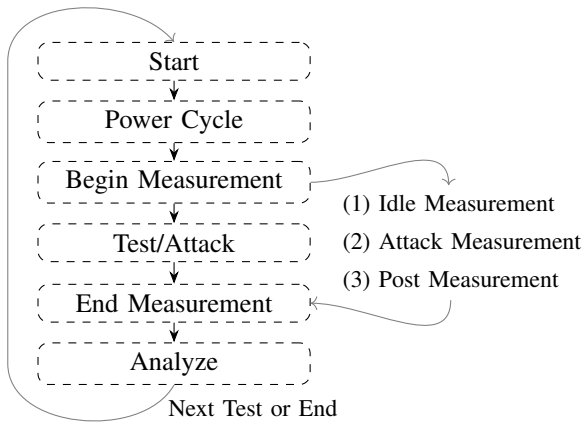 Start
Power Cycle
Begin Measurement
(1) Idle Measurement
(2) Attack Measurement
(3) Post Measurement
Test/Attack
End Measurement
Analyze
Next Test or End